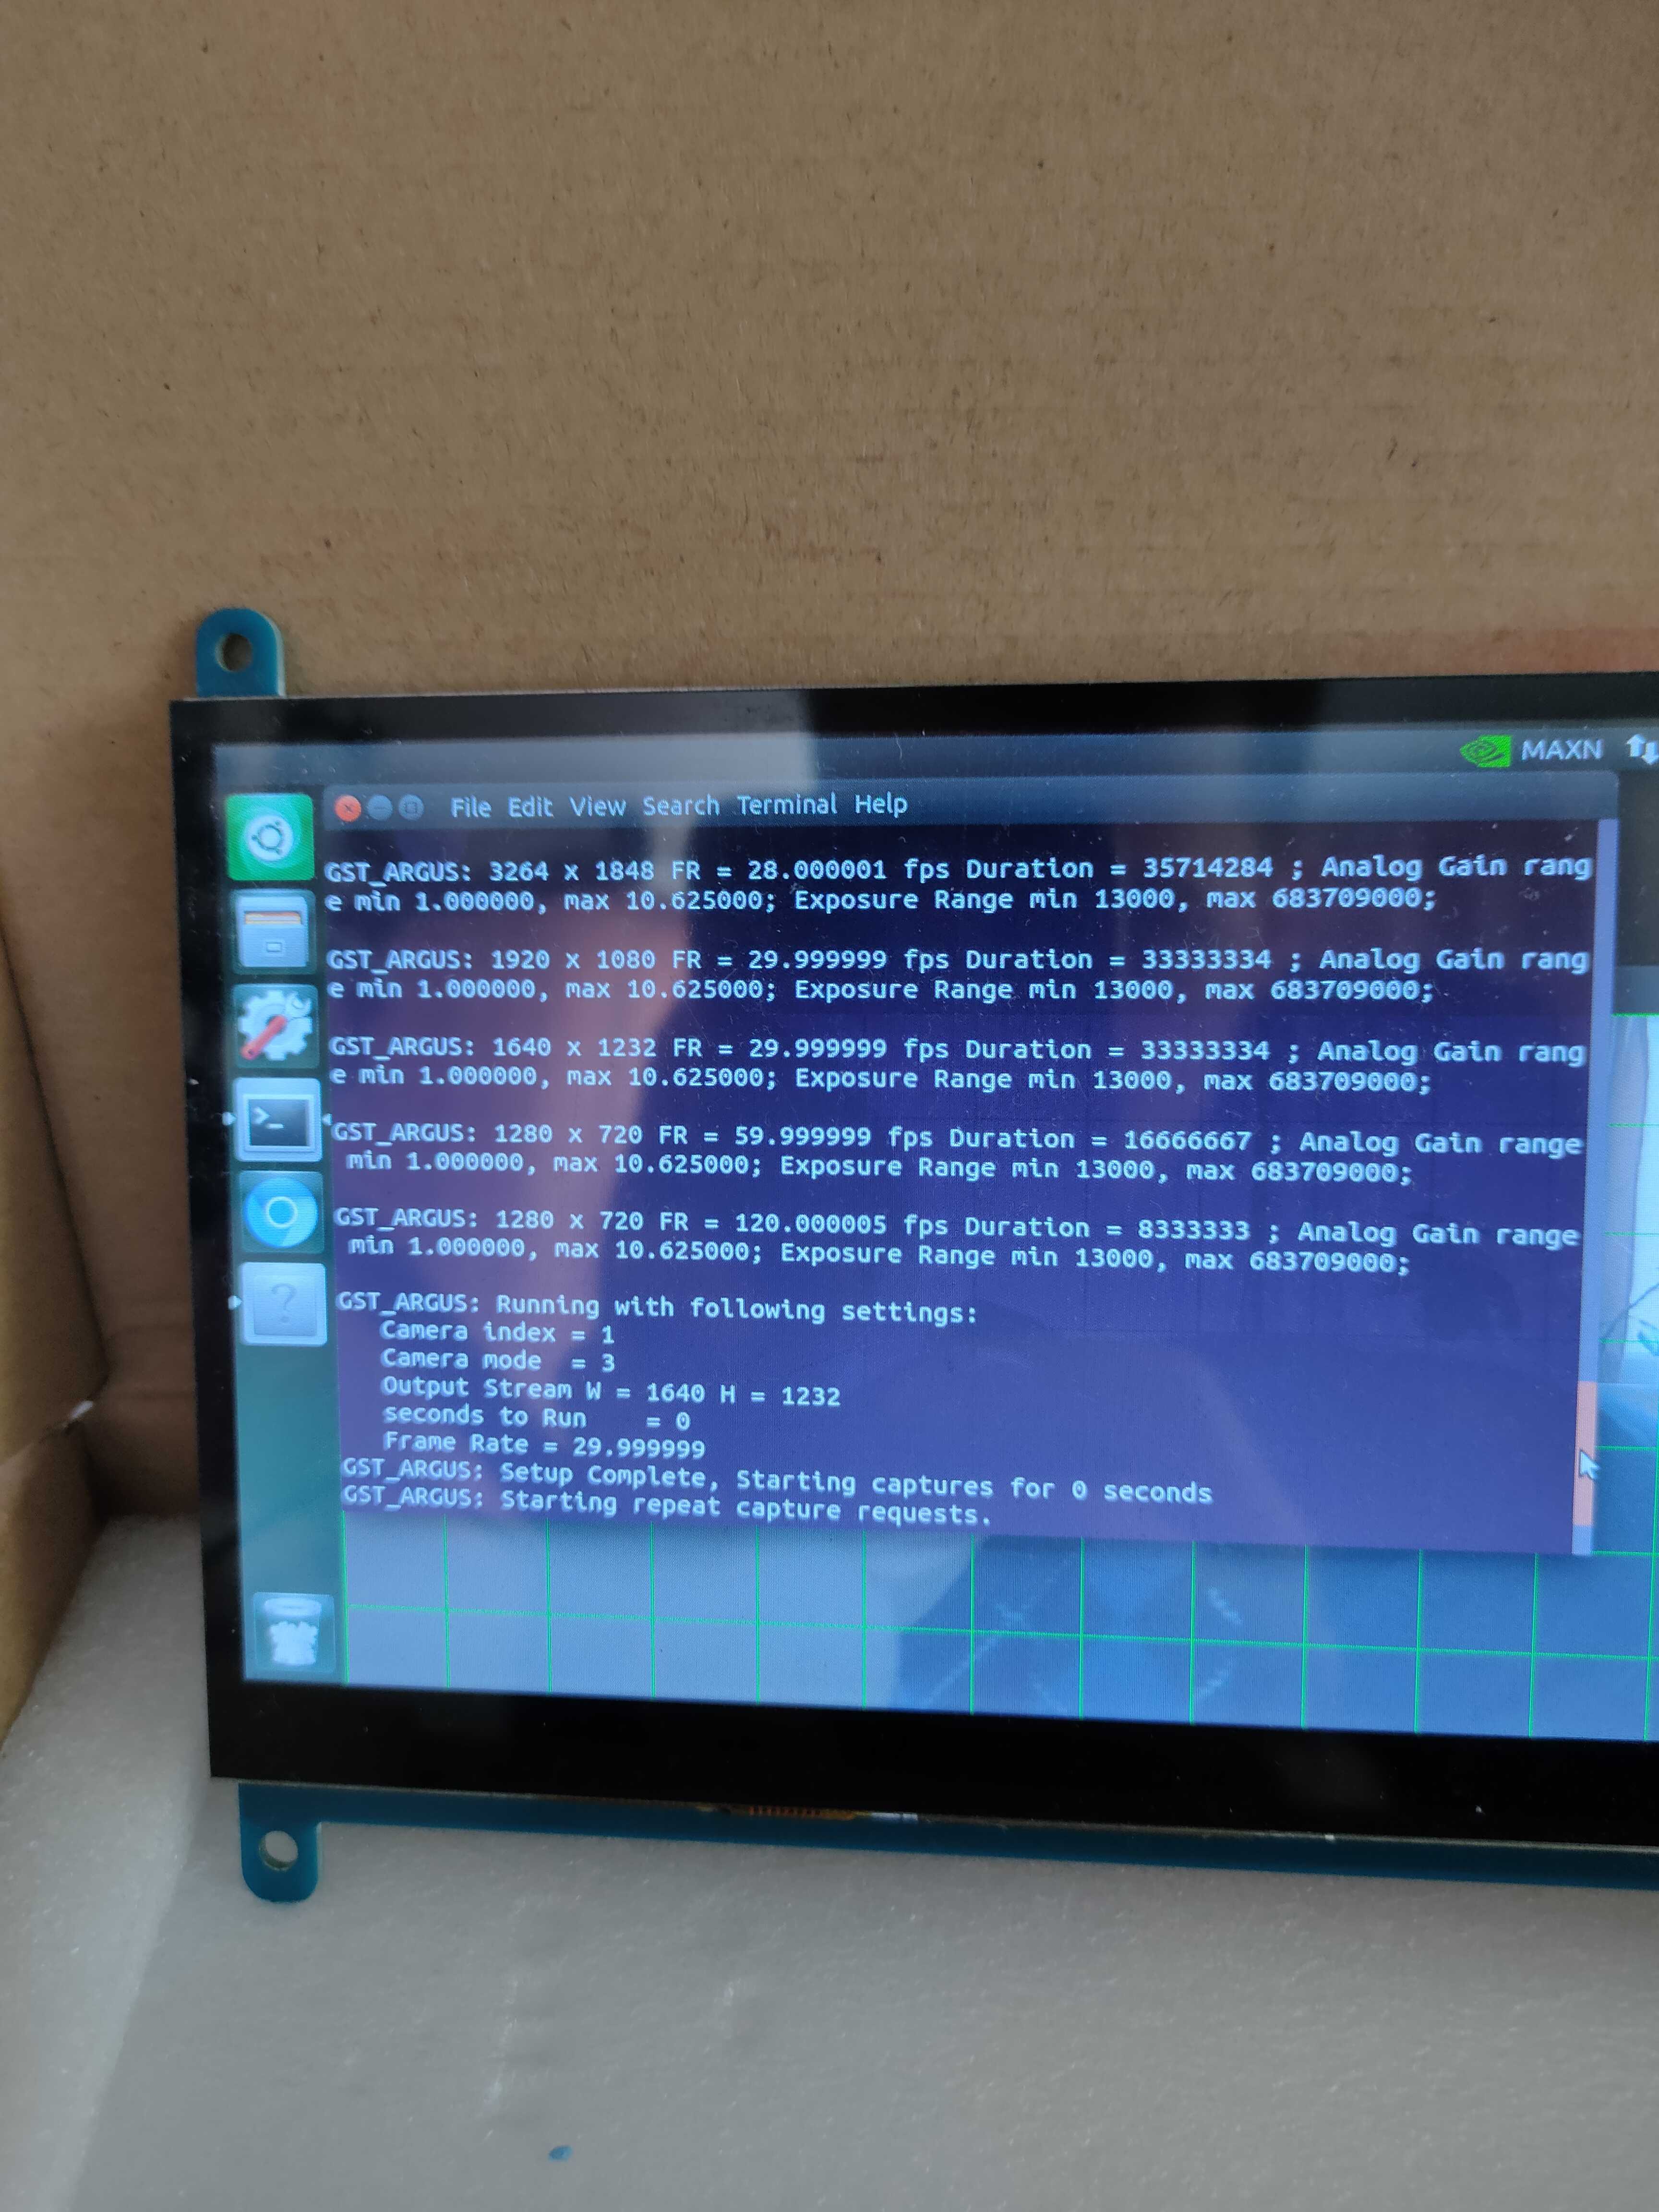 MAXN
File Edit View Search Terminal Help
GST_ARGUS: 3264 x 1848 FR = 28.000001 fps Duration = 35714284 ; Analog Gain rang
e min 1.000000, max 10.625000; Exposure Range min 13000, max 683709000;
GST_ARGUS: 1920 x 1080 FR = 29.999999 fps Duration = 33333334 ; Analog Gain rang
e min 1.000000, max 10.625000; Exposure Range min 13000, max 683709000;
GST_ARGUS: 1640 x 1232 FR = 29.999999 fps Duration = 33333334 ; Analog Gain rang
e min 1.000000, max 10.625000; Exposure Range min 13000, max 683709000;
GST_ARGUS: 1280 x 720 FR = 59.999999 fps Duration = 16666667 ; Analog Gain range
min 1.000000, max 10.625000; Exposure Range min 13000, max 683709000;
GST_ARGUS: 1280 x 720 FR = 120.000005 fps Duration = 8333333 ; Analog Gain range
min 1.000000, max 10.625000; Exposure Range min 13000, max 683709000;
GST_ARGUS: Running with following settings:
Camera index = 1
Camera mode = 3
Output Stream W = 1640 H = 1232
seconds to Run = 0
Frame Rate = 29.999999
GST_ARGUS: Setup Complete, Starting captures for 0 seconds
GST_ARGUS: Starting repeat capture requests.